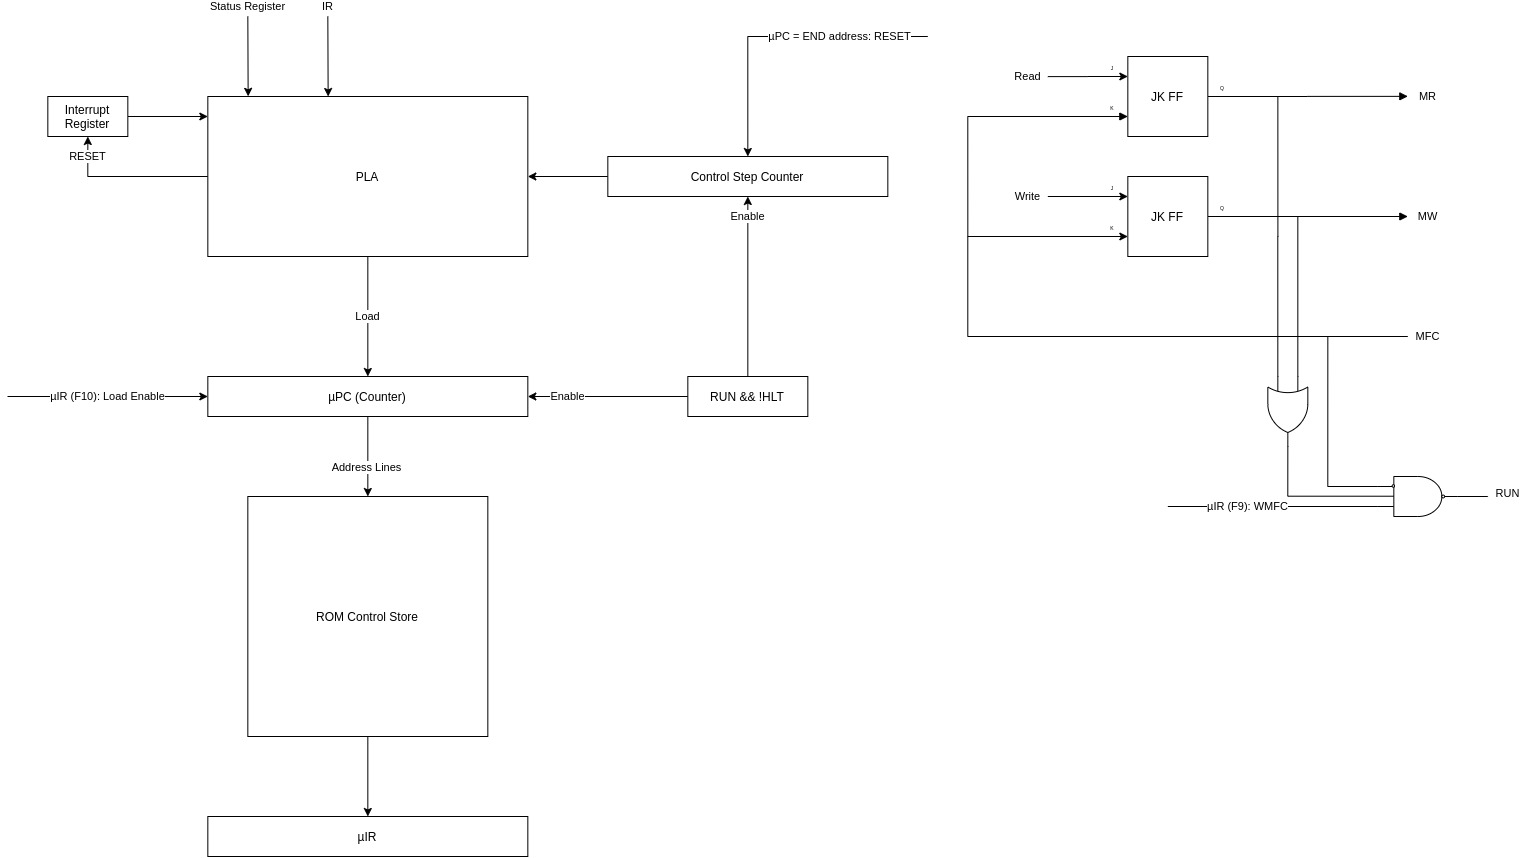 Status Register
IR
µPC = END address: RESET
Read
J
JK FF
Q
MR
K
Interrupt
Register
RESET
PLA
Control Step Counter
Write
J
JK FF
Q
MW
K
Enable
Load
MFC
µIR (F10): Load Enable
µPC (Counter)
Enable
RUN && !HLT
Address Lines
µIR (F9): WMFC
RUN
ROM Control Store
µIR